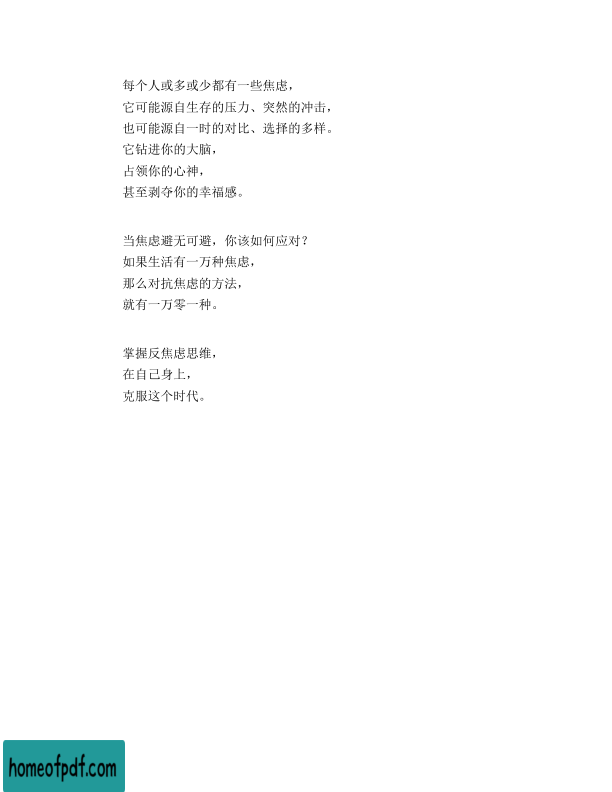 每个人或多或少都有一些焦虑，
它可能源自生存的压力、突然的冲击，
也可能源自一时的对比、选择的多样。
它钻进你的大脑，
占领你的心神，
甚至剥夺你的幸福感。
当焦虑避无可避，你该如何应对？
如果生活有一万种焦虑，
那么对抗焦虑的方法，
就有一万零一种。
掌握反焦虑思维，
在自己身上，
克服这个时代。
homeofpdf.com